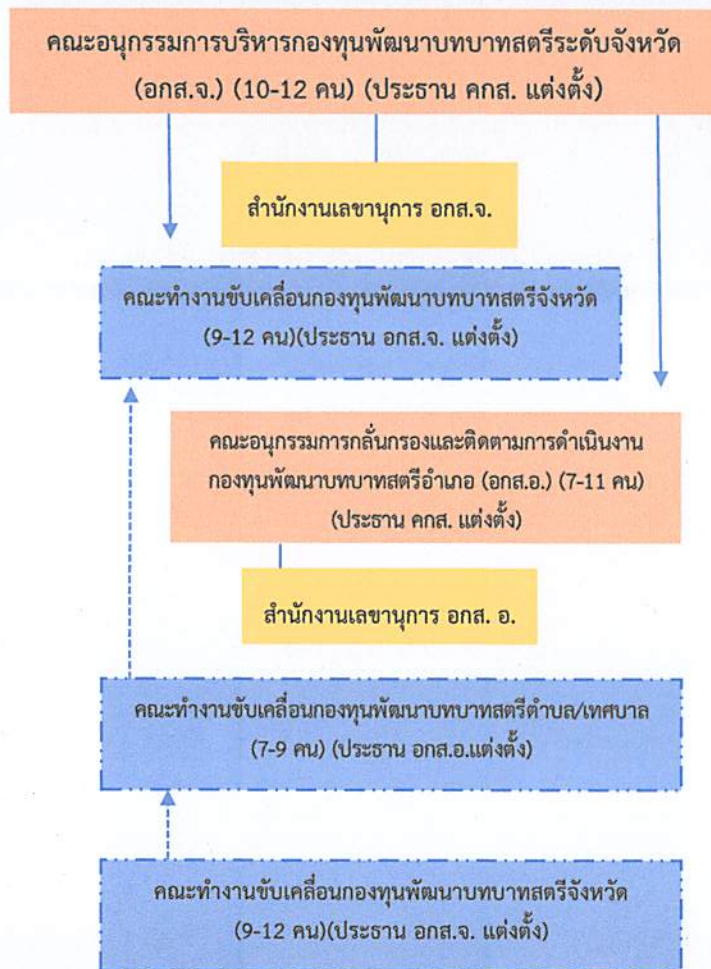 คณะอนุกรรมการบริหารกองทุนพัฒนาบทบาทสตรีระดับจังหวัด
(อกส.จ.) (10-12 คน) (ประธาน คกส. แต่งตั้ง)
สำนักงานเลขานุการ อกส.จ.
คณะทำงานขับเคลื่อนกองทุนพัฒนาบทบาทสตรีจังหวัด
(9-12 คน)(ประธาน อกส.จ. แต่งตั้ง)
คณะอนุกรรมการกลั่นกรองและติดตามการดำเนินงาน
กองทุนพัฒนาบทบาทสตรีอำเภอ (อกส.อ.) (7-11 คน)
(ประธาน คกส. แต่งตั้ง)
สำนักงานเลขานุการ อกส. อ.
คณะทำงานขับเคลื่อนกองทุนพัฒนาบทบาทสตรีตำบล/เทศบาล
(7-9 คน) (ประธาน อกส.อ.แต่งตั้ง)
คณะทำงานขับเคลื่อนกองทุนพัฒนาบทบาทสตรีจังหวัด
(9-12 คน)(ประธาน อกส.จ. แต่งตั้ง)